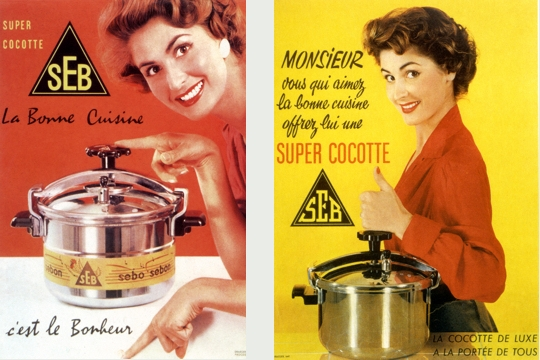 SUPER
COCOTTE
SEB
La Bonne Cuisine
SEB
sebo sebon
c'est le Bonheur
MONSIEUR
vous qui aimez
la bonne cuisine
offrez lui une
SUPER COCOTTE
SEB
LA COCOTTE DE LUXE
A LA PORTÉE DE TOUS